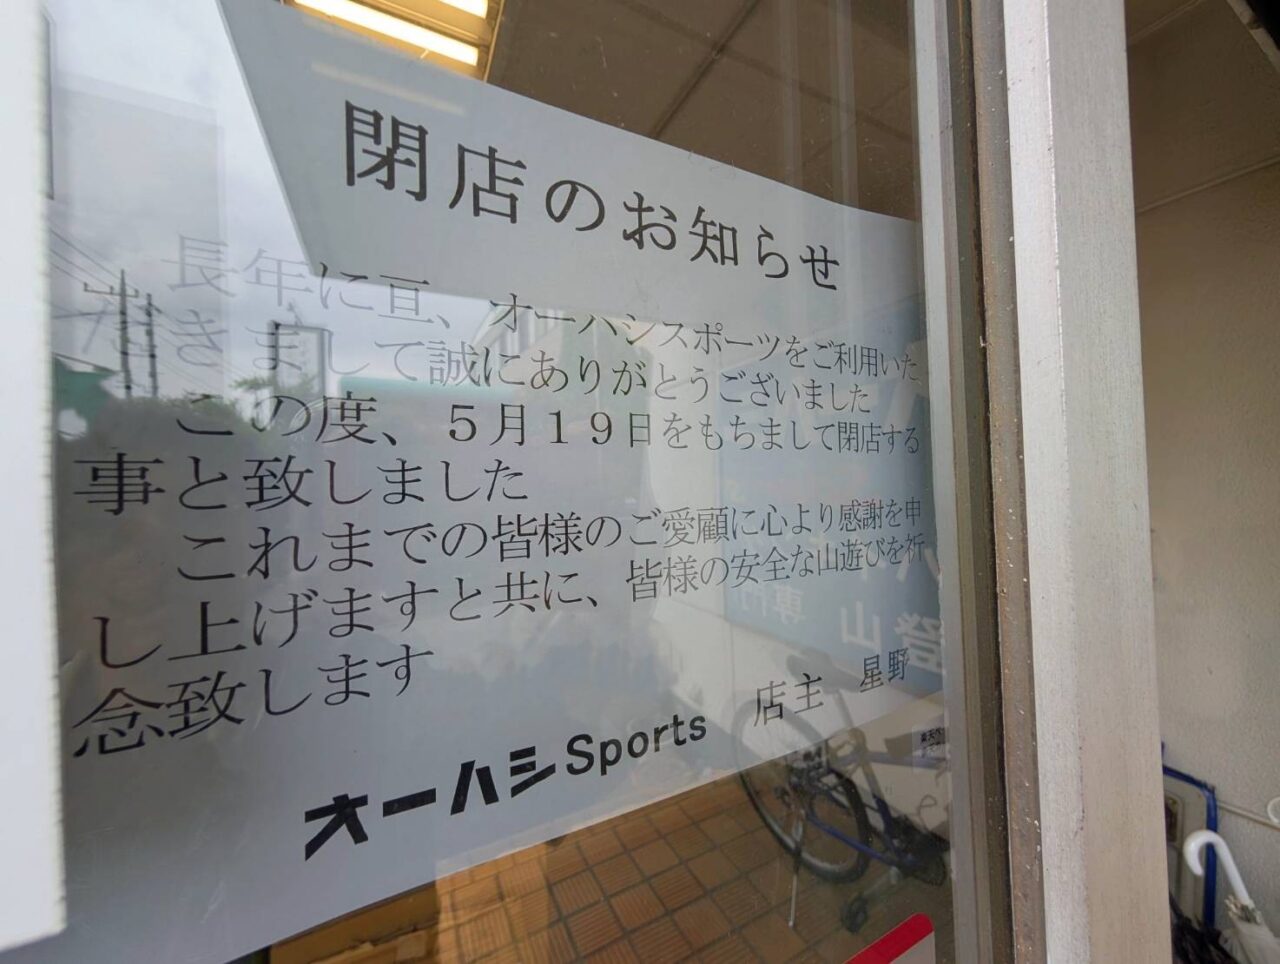 閉店のお知らせ
長年に亘、オーハシスポーツをご利用いた
きまして誠にありがとうございました
この度、５月１９日をもちまして閉店する
事と致しました
これまでの皆様のご愛顧に心より感謝を申
し上げますと共に、皆様の安全な山遊びを祈
念致します
オーハシSports 店主 星野
専門 山 登